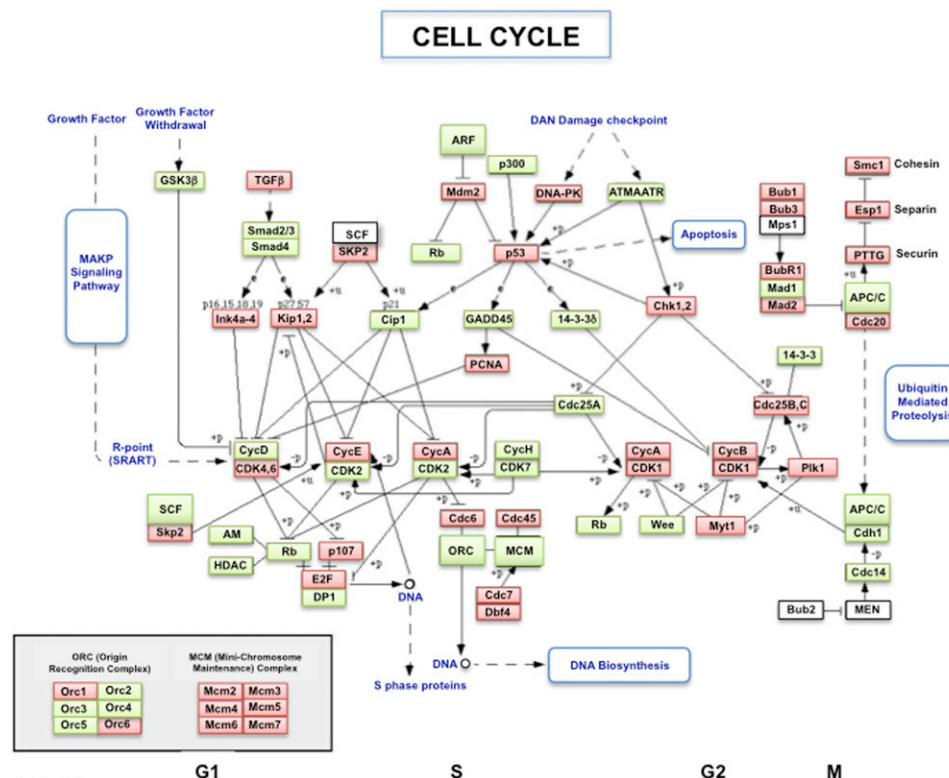 CELL CYCLE
Growth Factor
Growth Factor
Withdrawal
DAN Damage checkpoint
ARF
p300
GSK3β
TGFβ
Mdm2
DNA-PK
ATMAATR
Smc1
Cohesin
Bub1
Bub3
Mps1
Esp1
Separin
Smad2/3
Smad4
SCF
SKP2
Rb
p53
Apoptosis
PTTG
Securin
MAKP
Signaling
Pathway
BubR1
Mad1
Mad2
APC/C
Cdc20
p16,15,18,19
Ink4a-4
p27,57
Kip1,2
p21
Cip1
GADD45
14-3-3δ
Chk1,2
e
e
e
e
e
+u
+u
+u
+p
+p
+p
PCNA
14-3-3
Cdc25A
Cdc25B,C
+p
+p
+p
Ubiquitin
Mediated
Proteolysis
R-point
(SRART)
+p
CycD
CDK4,6
-p
CycE
CDK2
-p
CycA
CDK2
-p
+p
CycH
CDK7
-p
CycA
CDK1
CycB
CDK1
-p
-p
Plk1
+p
+u
SCF
Skp2
AM
HDAC
Rb
p107
E2F
DP1
+p
+p
+p
+p
+p
DNA
Cdc6
Cdc45
ORC
MCM
Cdc7
Dbf4
+p
+p
Rb
Wee
Myt1
+p
+p
+p
+p
+u
APC/C
Cdh1
-p
Cdc14
Bub2
MEN
ORC (Origin
Recognition Complex)
MCM (Mini-Chromosome
Maintenance) Complex
Orc1
Orc2
Mcm2
Mcm3
Orc3
Orc4
Mcm4
Mcm5
Orc5
Orc6
Mcm6
Mcm7
DNA
DNA Biosynthesis
S phase proteins
G1
S
G2
M